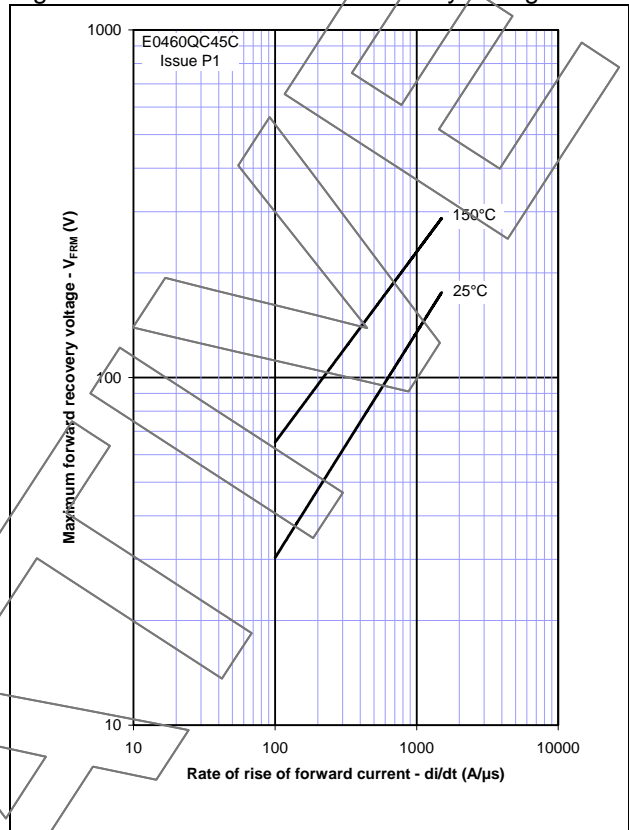 E0460QC45C
Issue P1
1000
100
10
Maximum forward recovery voltage - VFRM (V)
150°C
25°C
10 100 1000 10000
Rate of rise of forward current - di/dt (A/µs)